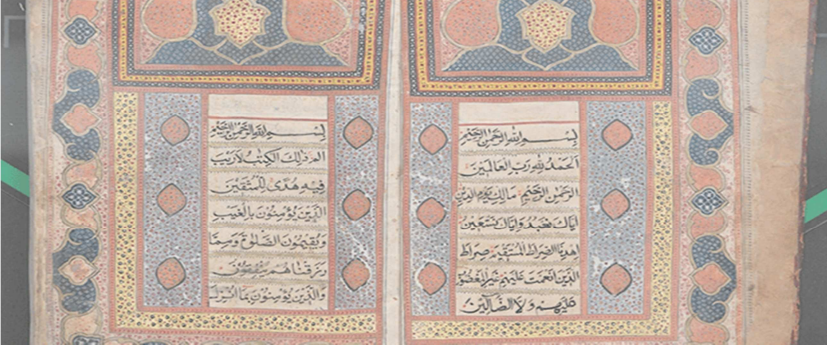 بسم الله الرحمن الرحيم
الحمد لله رب العالمين
الرحمن الرحيم مالك يوم الدين
اياك نعبد واياك نستعين
اهدنا الصراط المستقيم صراط
الذين انعمت عليهم غير المغضوب
عليهم ولا الضالين
بسم الله الرحمن الرحيم
الم ذلك الكتب لا ريب
فيه هدى للمتقين
الذين يؤمنون بالغيب
ويقيمون الصلوة ومما
رزقناهم ينفقون
والذين يؤمنون بما انزل